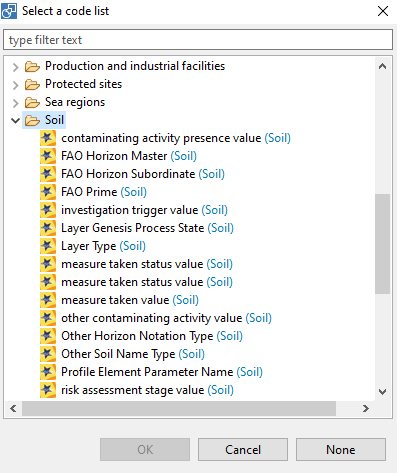 Select a code list
type filter text
Production and industrial facilities
Protected sites
Sea regions
Soil
contaminating activity presence value (Soil)
FAO Horizon Master (Soil)
FAO Horizon Subordinate (Soil)
FAO Prime (Soil)
investigation trigger value (Soil)
Layer Genesis Process State (Soil)
Layer Type (Soil)
measure taken status value (Soil)
measure taken status value (Soil)
measure taken value (Soil)
other contaminating activity value (Soil)
Other Horizon Notation Type (Soil)
Other Soil Name Type (Soil)
Profile Element Parameter Name (Soil)
risk assessment stage value (Soil)
OK Cancel None